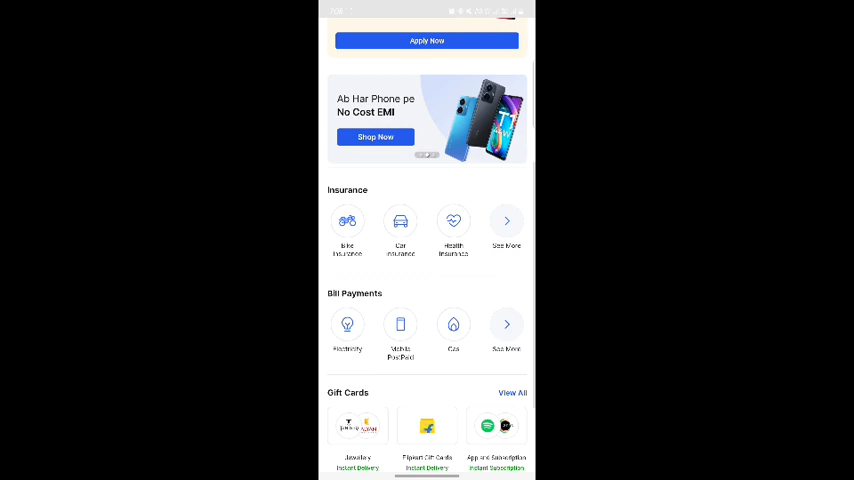 Apply Now
Ab Har Phone pe
No Cost EMI
Shop Now
Insurance
Bike
Insurance
Car
Insurance
Health
Insurance
See More
Bill Payments
Electricity
Mobile
PostPaid
Gas
See More
Gift Cards
View All
Jewellery
Instant Delivery
Flipkart Gift Cards
Instant Delivery
App and Subscription
Instant Subscription